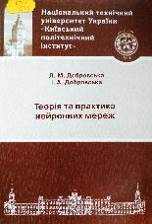 Національний технічний
університет України
«Київський
політехнічний
інститут»
Л. М. Добровська
І. А. Добровська
Теорія та практика
нейронних мереж